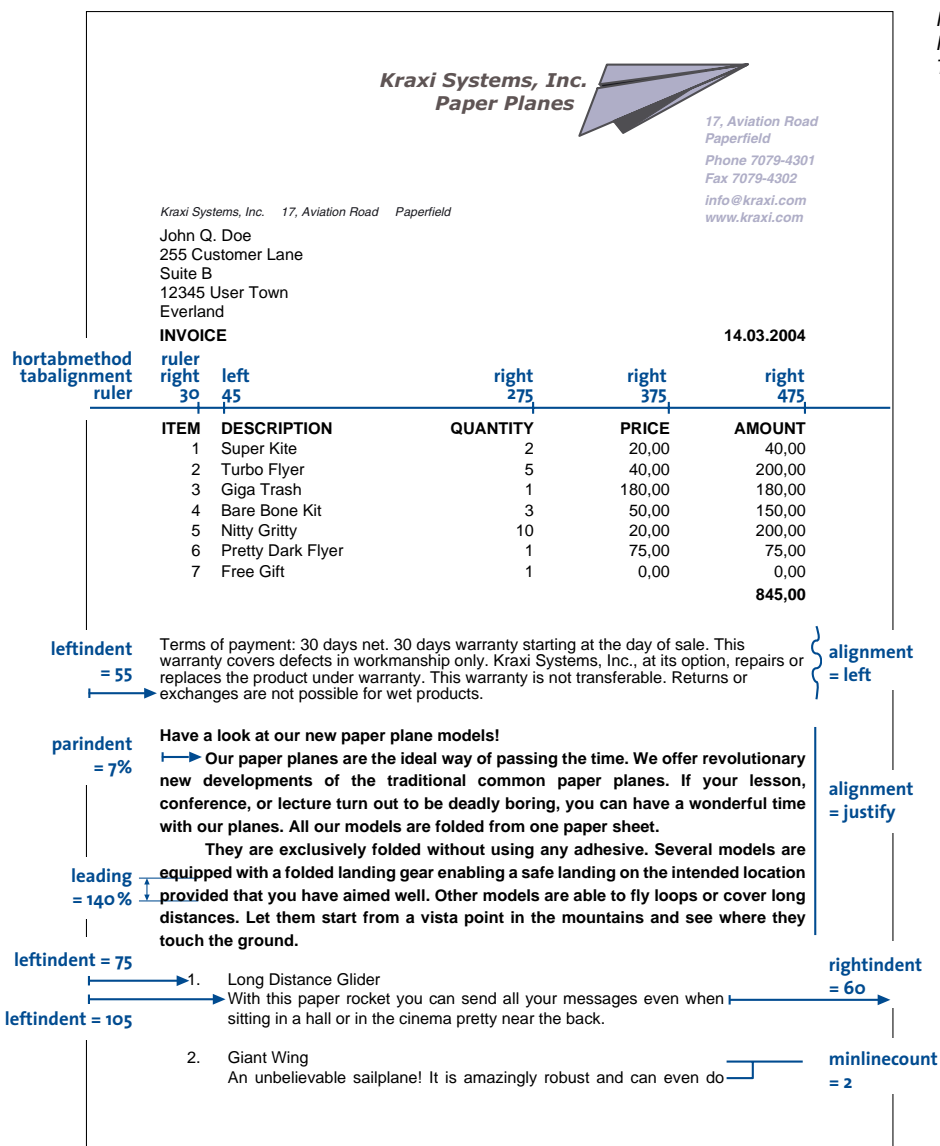 Kraxi Systems, Inc.
Paper Planes
17, Aviation Road
Paperfield
Phone 7079-4301
Fax 7079-4302
info@kraxi.com
www.kraxi.com
Kraxi Systems, Inc. 17, Aviation Road Paperfield
John Q. Doe
255 Customer Lane
Suite B
12345 User Town
Everland
INVOICE 14.03.2004
hortabmethod ruler
tabalignment right left right right right
ruler 30 45 275 375 475
ITEM DESCRIPTION QUANTITY PRICE AMOUNT
1 Super Kite 2 20,00 40,00
2 Turbo Flyer 5 40,00 200,00
3 Giga Trash 1 180,00 180,00
4 Bare Bone Kit 3 50,00 150,00
5 Nitty Gritty 10 20,00 200,00
6 Pretty Dark Flyer 1 75,00 75,00
7 Free Gift 1 0,00 0,00
845,00
leftindent
= 55
Terms of payment: 30 days net. 30 days warranty starting at the day of sale. This
warranty covers defects in workmanship only. Kraxi Systems, Inc., at its option, repairs or
replaces the product under warranty. This warranty is not transferable. Returns or
exchanges are not possible for wet products.
alignment
= left
parindent
= 7%
Have a look at our new paper plane models!
Our paper planes are the ideal way of passing the time. We offer revolutionary
new developments of the traditional common paper planes. If your lesson,
conference, or lecture turn out to be deadly boring, you can have a wonderful time
with our planes. All our models are folded from one paper sheet.
alignment
= justify
They are exclusively folded without using any adhesive. Several models are
equipped with a folded landing gear enabling a safe landing on the intended location
provided that you have aimed well. Other models are able to fly loops or cover long
distances. Let them start from a vista point in the mountains and see where they
touch the ground.
leading
= 140%
leftindent = 75
1. Long Distance Glider
With this paper rocket you can send all your messages even when
sitting in a hall or in the cinema pretty near the back.
leftindent = 105
rightindent
= 60
2. Giant Wing
An unbelievable sailplane! It is amazingly robust and can even do
minlinecount
= 2